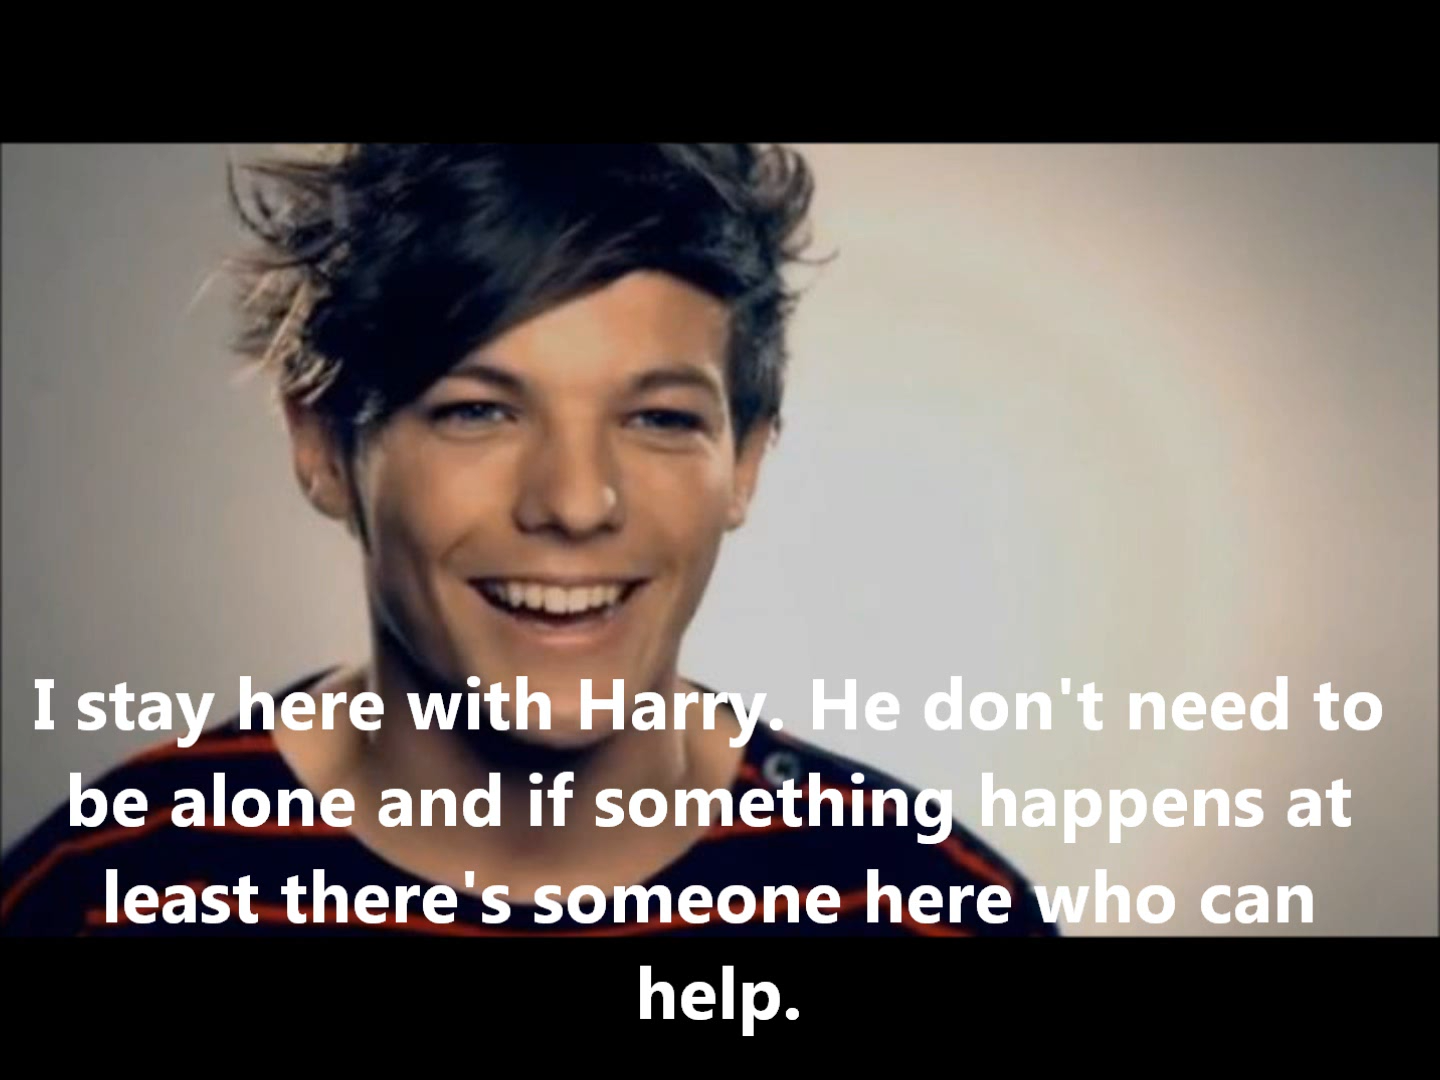 I stay here with Harry. He don't need to
be alone and if something happens at
least there's someone here who can
help.